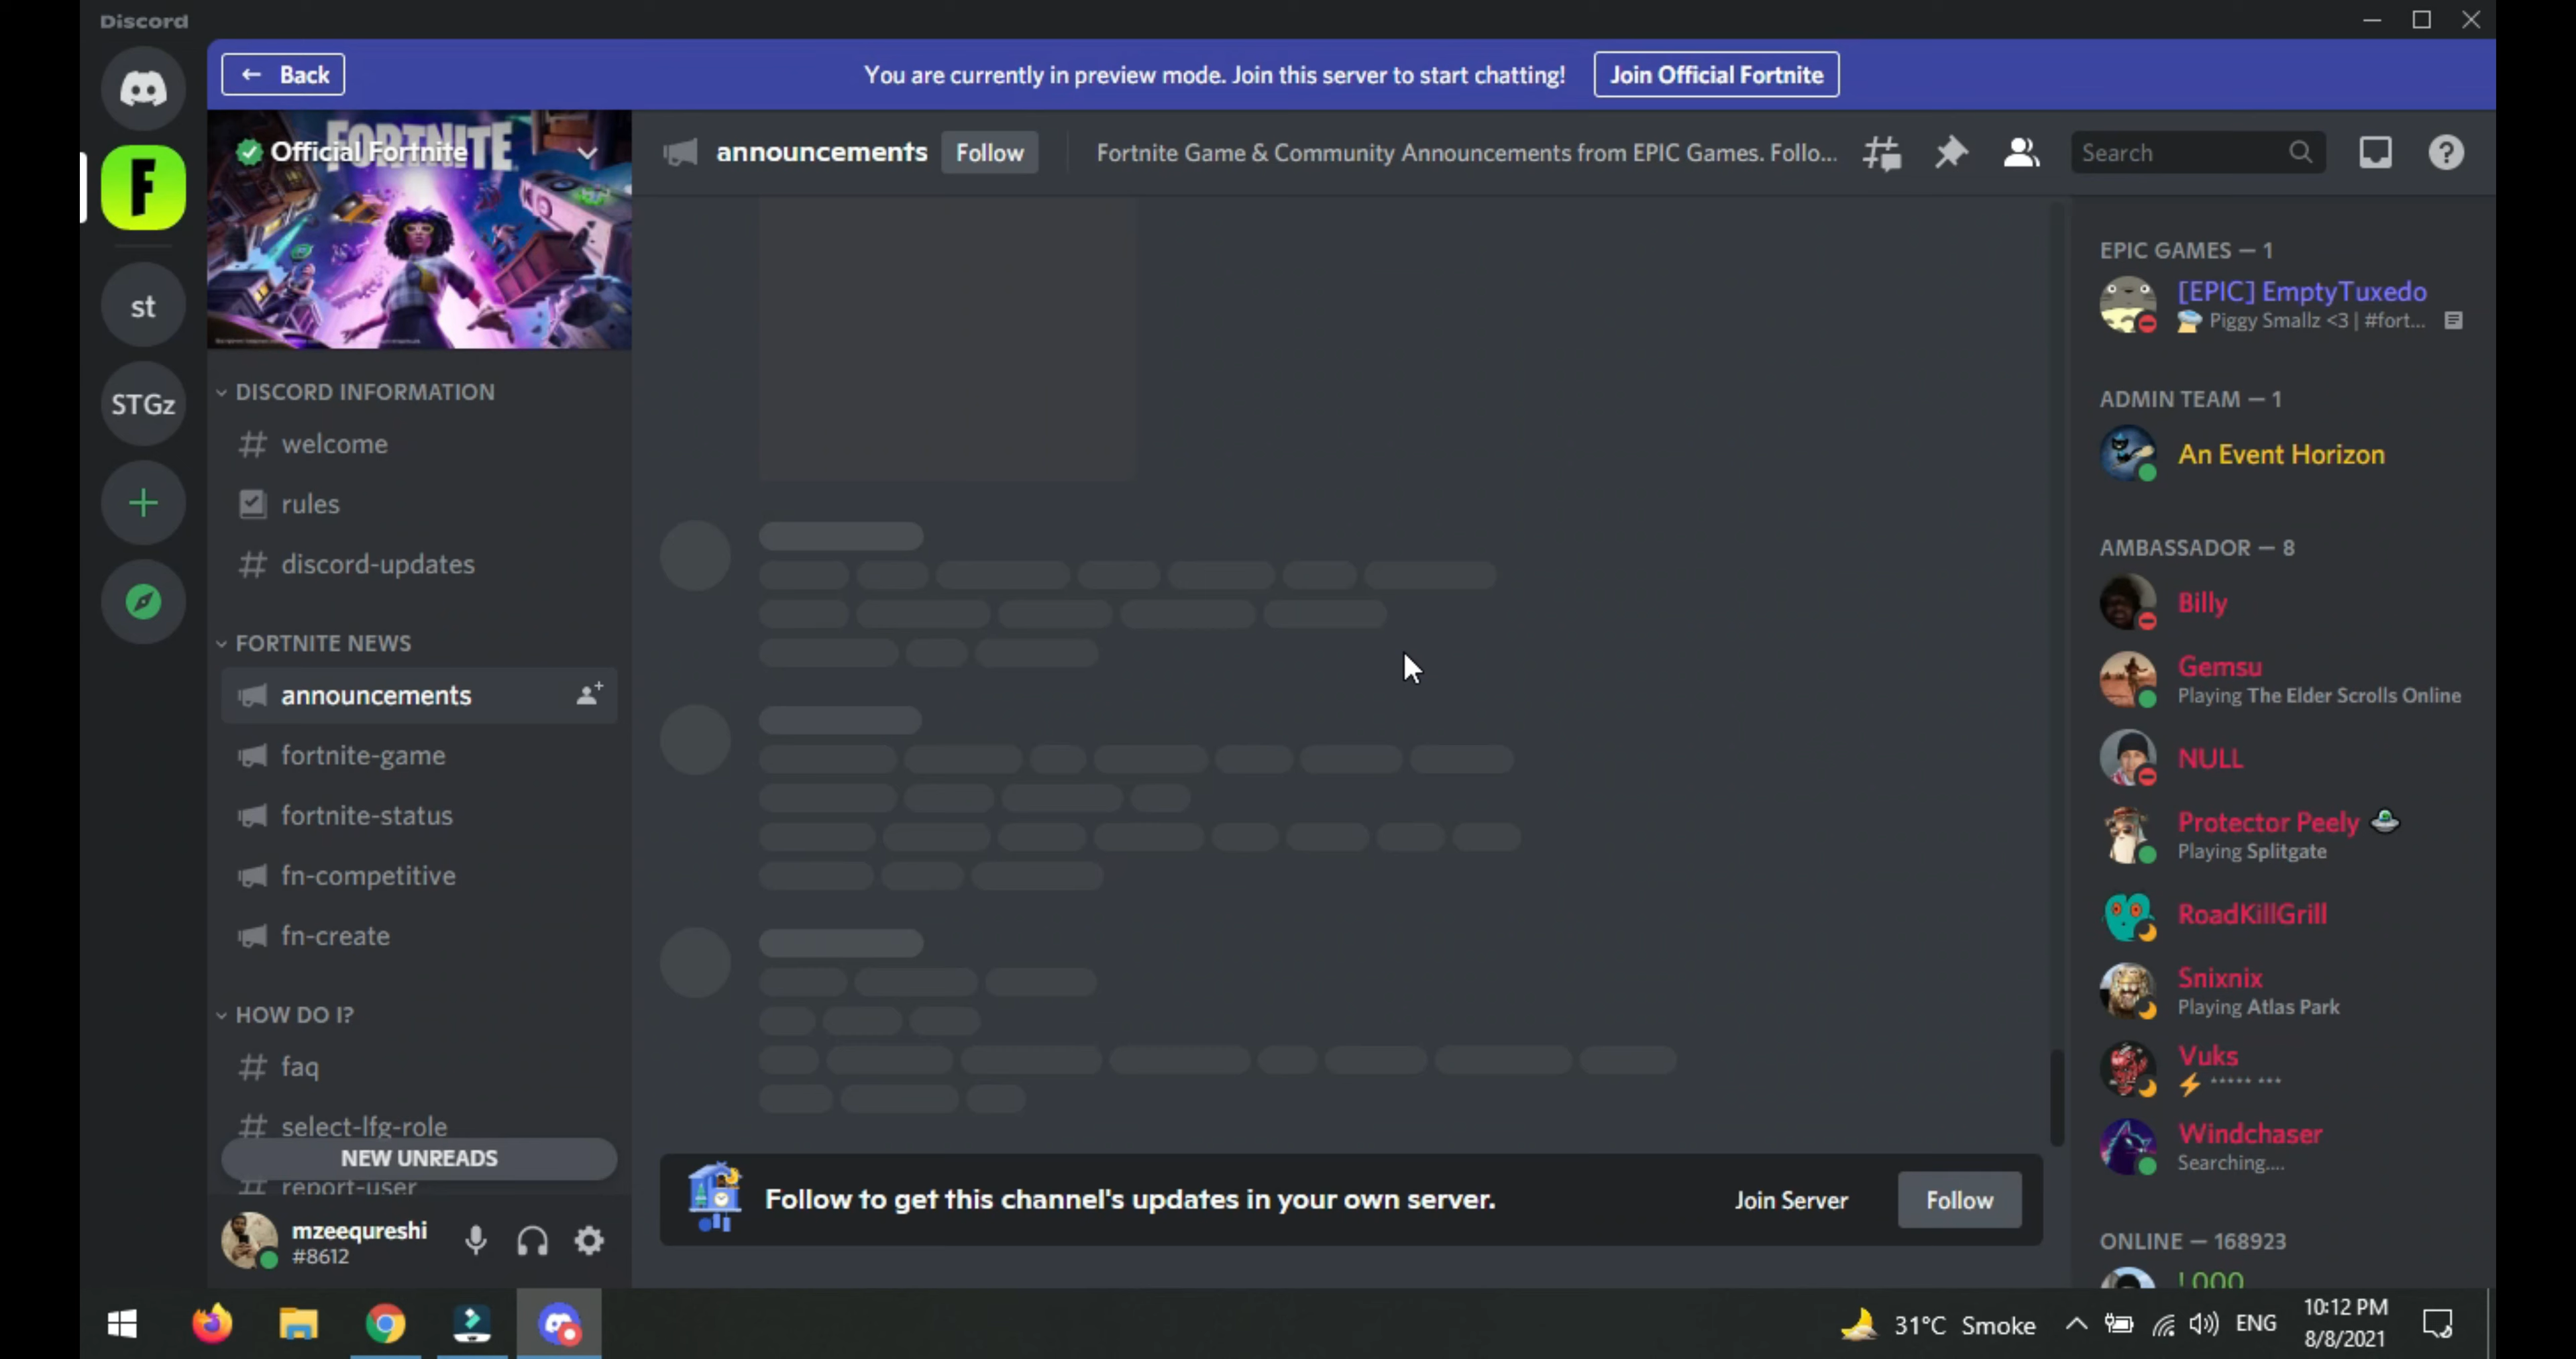 Discord
← Back
You are currently in preview mode. Join this server to start chatting!
Join Official Fortnite
FORTNITE
Official Fortnite
announcements
Follow
Fortnite Game & Community Announcements from EPIC Games. Follo...
Search
F
st
STGz
DISCORD INFORMATION
welcome
rules
discord-updates
FORTNITE NEWS
announcements
fortnite-game
fortnite-status
fn-competitive
fn-create
HOW DO I?
faq
select-lfg-role
NEW UNREADS
report-user
mzeequreshi
#8612
Follow to get this channel's updates in your own server.
Join Server
Follow
EPIC GAMES — 1
[EPIC] EmptyTuxedo
Piggy Smallz <3 | #fort...
ADMIN TEAM — 1
An Event Horizon
AMBASSADOR — 8
Billy
Gemsu
Playing The Elder Scrolls Online
NULL
Protector Peely
Playing Splitgate
RoadKillGrill
Snixnix
Playing Atlas Park
Vuks
***** ***
Windchaser
Searching....
ONLINE — 168923
31°C Smoke
ENG
10:12 PM
8/8/2021